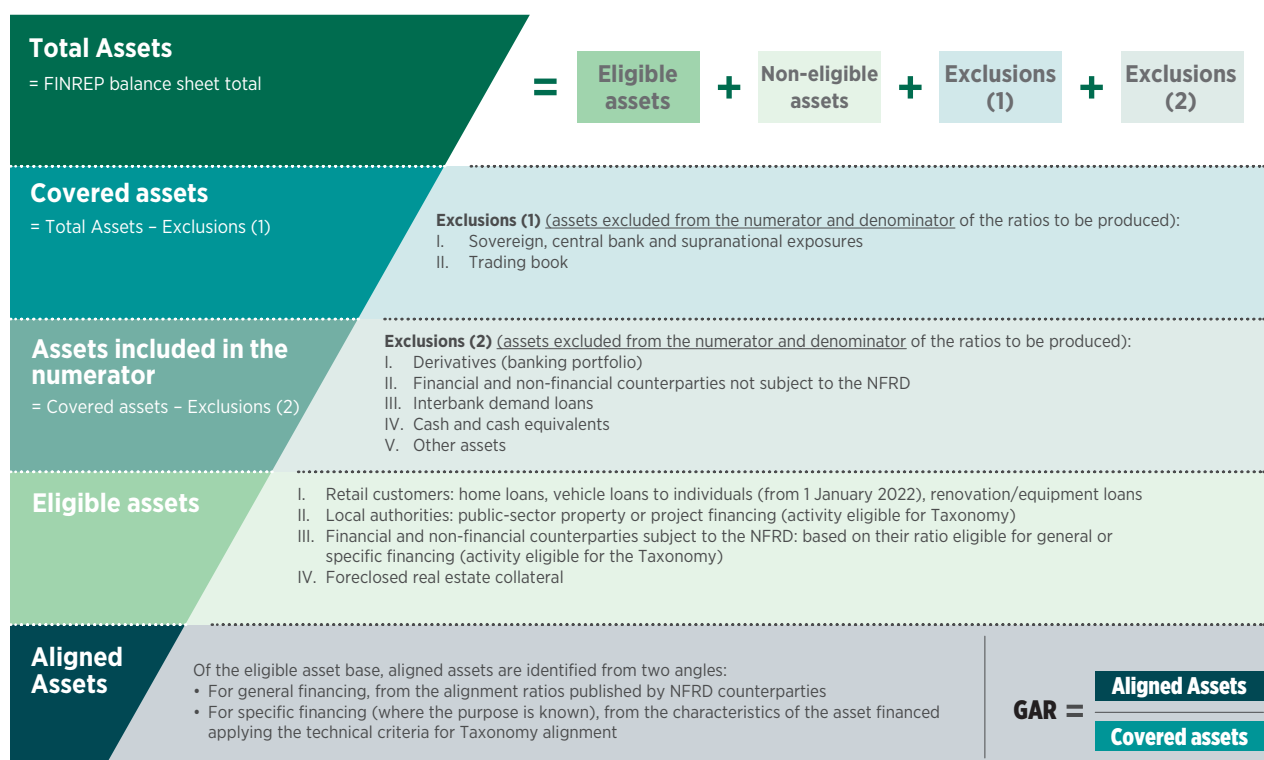 Total Assets
= FINREP balance sheet total
= Eligible assets + Non-eligible assets + Exclusions (1) + Exclusions (2)
Covered assets
= Total Assets – Exclusions (1)
Exclusions (1) (assets excluded from the numerator and denominator of the ratios to be produced):
I. Sovereign, central bank and supranational exposures
II. Trading book
Assets included in the
numerator
= Covered assets – Exclusions (2)
Exclusions (2) (assets excluded from the numerator and denominator of the ratios to be produced):
I. Derivatives (banking portfolio)
II. Financial and non-financial counterparties not subject to the NFRD
III. Interbank demand loans
IV. Cash and cash equivalents
V. Other assets
Eligible assets
I. Retail customers: home loans, vehicle loans to individuals (from 1 January 2022), renovation/equipment loans
II. Local authorities: public-sector property or project financing (activity eligible for Taxonomy)
III. Financial and non-financial counterparties subject to the NFRD: based on their ratio eligible for general or
specific financing (activity eligible for the Taxonomy)
IV. Foreclosed real estate collateral
Aligned
Assets
Of the eligible asset base, aligned assets are identified from two angles:
• For general financing, from the alignment ratios published by NFRD counterparties
• For specific financing (where the purpose is known), from the characteristics of the asset financed
applying the technical criteria for Taxonomy alignment
GAR =
Aligned Assets
Covered assets